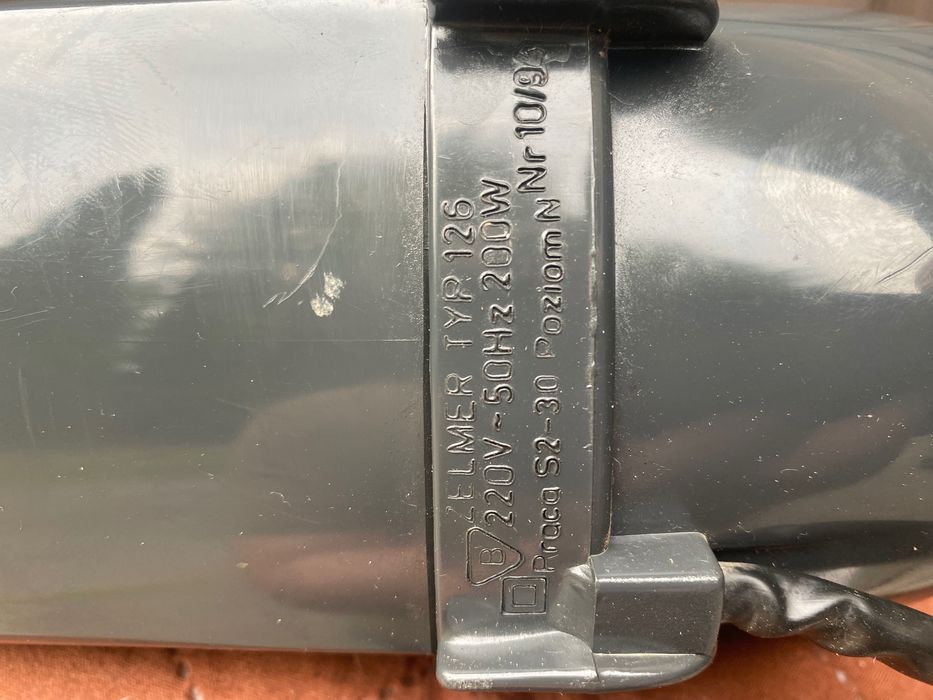 ZELMER TYP 126
B 220V~50Hz 200W
Praca S2-30 Poziom N Nr 10/9